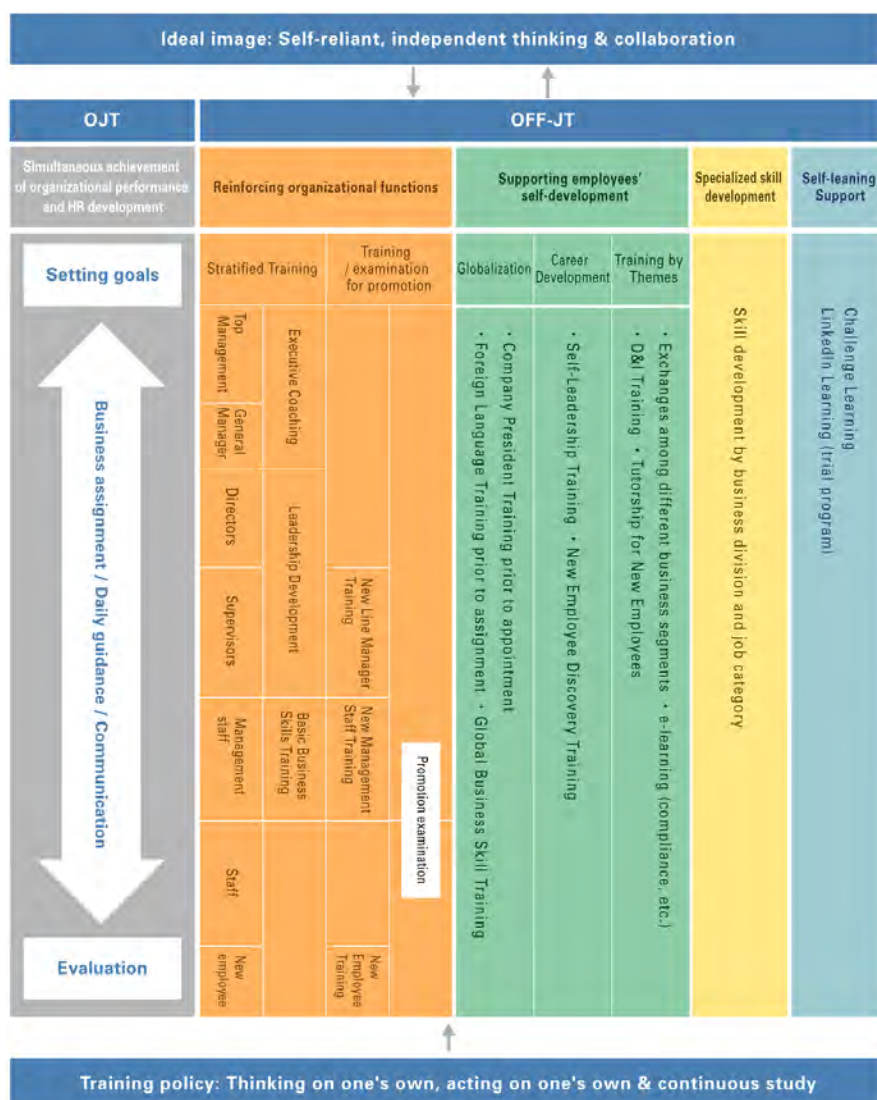 Ideal image: Self-reliant, independent thinking & collaboration
OJT
OFF-JT
Simultaneous achievement
of organizational performance
and HR development
Reinforcing organizational functions
Supporting employees'
self-development
Specialized skill
development
Self-leaning
Support
Setting goals
Business assignment / Daily guidance / Communication
Evaluation
Stratified Training
Training
/ examination
for promotion
Globalization
Career
Development
Training by
Themes
Top
Management
General
Manager
Directors
Supervisors
Management
staff
Staff
New
employee
Executive Coaching
Leadership Development
Basic Business
Skills Training
New Line Manager
Training
New Management
Staff Training
New
Employee
Training
Promotion examination
・Company President Training prior to appointment
・Foreign Language Training prior to assignment ・Global Business Skill Training
・Self-Leadership Training ・New Employee Discovery Training
・Exchanges among different business segments ・e-learning (compliance, etc.)
・D&I Training ・Tutorship for New Employees
Skill development by business division and job category
Challenge Learning
LinkedIn Learning (trial program)
Training policy: Thinking on one's own, acting on one's own & continuous study